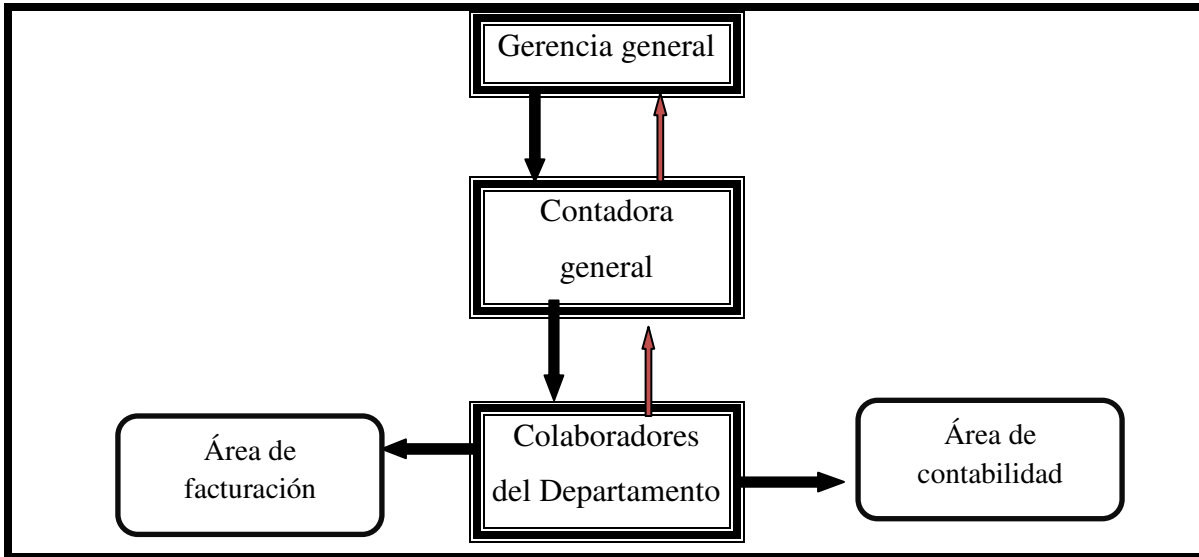 Gerencia general
Contadora
general
Colaboradores
del Departamento
Área de
facturación
Área de
contabilidad